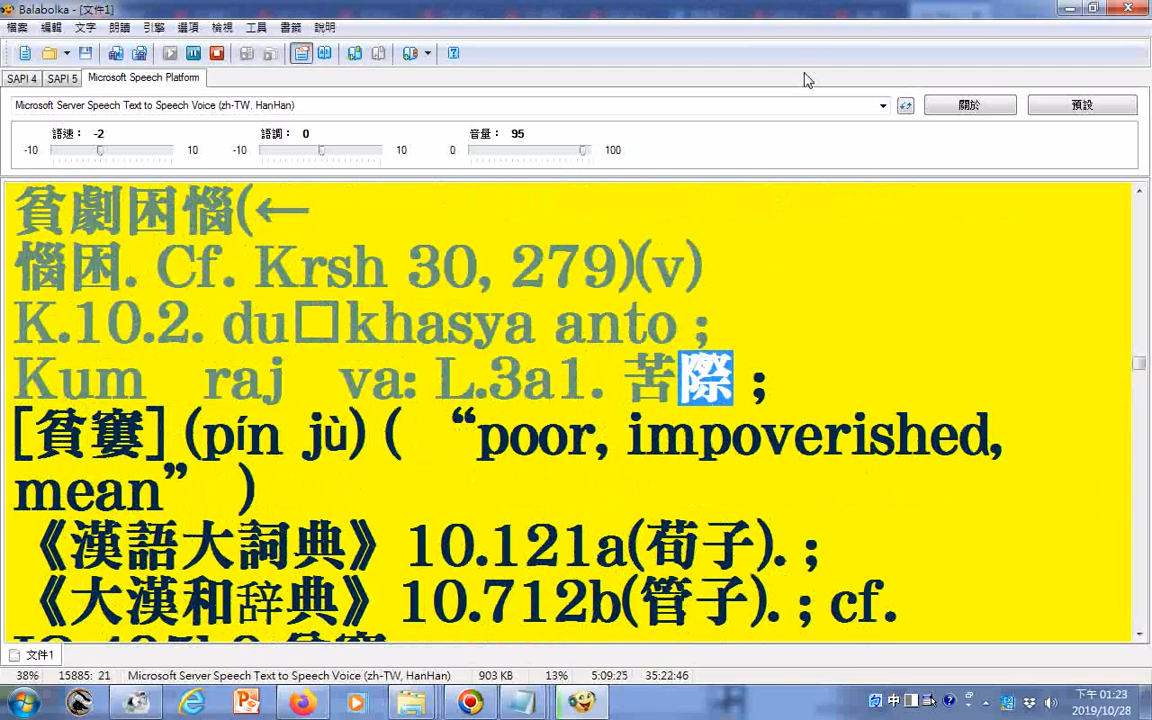 Balabolka - [文件1]
檔案 編輯 文字 朗讀 引擎 選項 檢視 工具 書籤 說明
SAPI 4 SAPI 5 Microsoft Speech Platform
Microsoft Server Speech Text to Speech Voice (zh-TW, HanHan) 關於 預設
語速： -2 語調： 0 音量： 95
-10 10 -10 10 0 100
貧劇困惱(←
惱困. Cf. Krsh 30, 279)(v)
K.10.2. du□khasya anto ;
Kum raj va: L.3a1. 苦際 ;
[貧窶] (pín jù) ( “poor, impoverished,
mean” )
《漢語大詞典》 10.121a(荀子). ;
《大漢和辞典》 10.712b(管子). ; cf.
文件1
38% 15885: 21 Microsoft Server Speech Text to Speech Voice (zh-TW, HanHan) 903 KB 13% 5:09:25 35:22:46
中 下午 01:23
2019/10/28